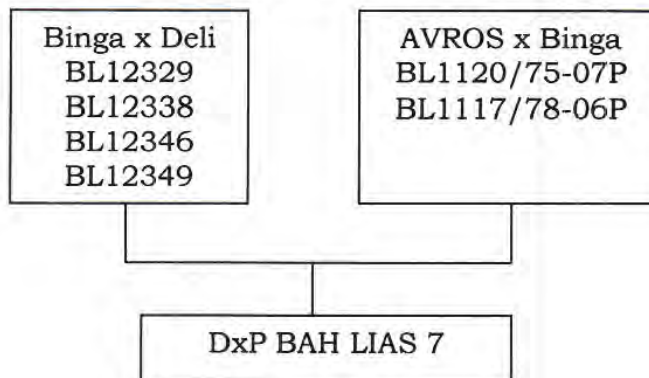 Binga x Deli
BL12329
BL12338
BL12346
BL12349
AVROS x Binga
BL1120/75-07P
BL1117/78-06P
DxP BAH LIAS 7